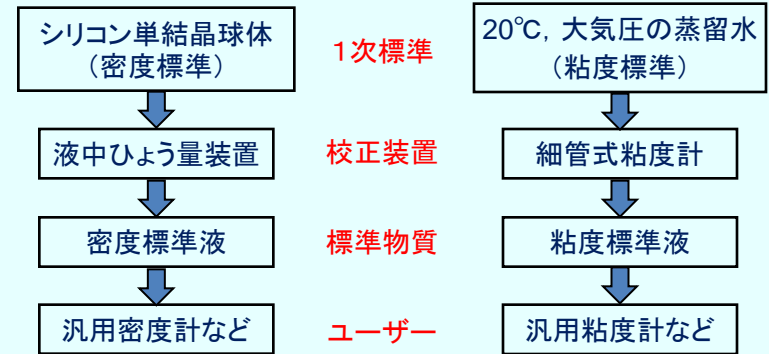 シリコン単結晶球体
（密度標準）
1次標準
20℃, 大気圧の蒸留水
（粘度標準）
液中ひょう量装置
校正装置
細管式粘度計
密度標準液
標準物質
粘度標準液
汎用密度計など
ユーザー
汎用粘度計など